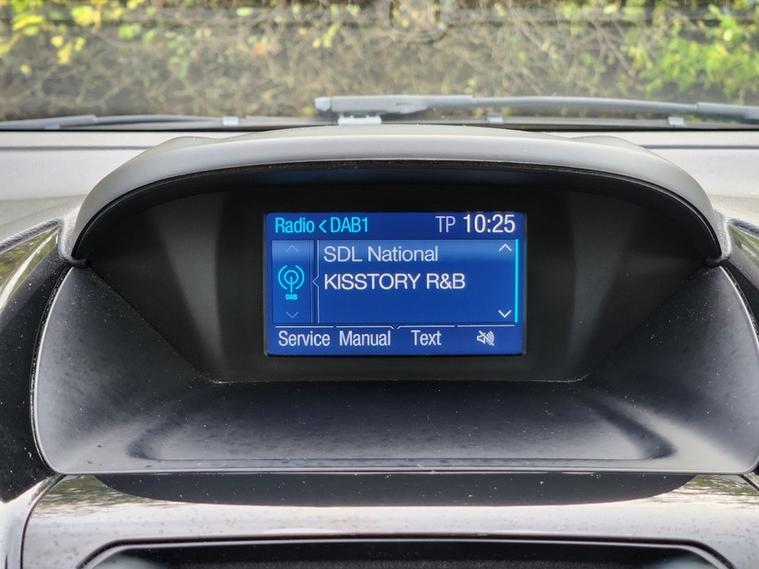 Radio < DAB1 TP 10:25
SDL National
KISSTORY R&B
DAB
Service Manual Text